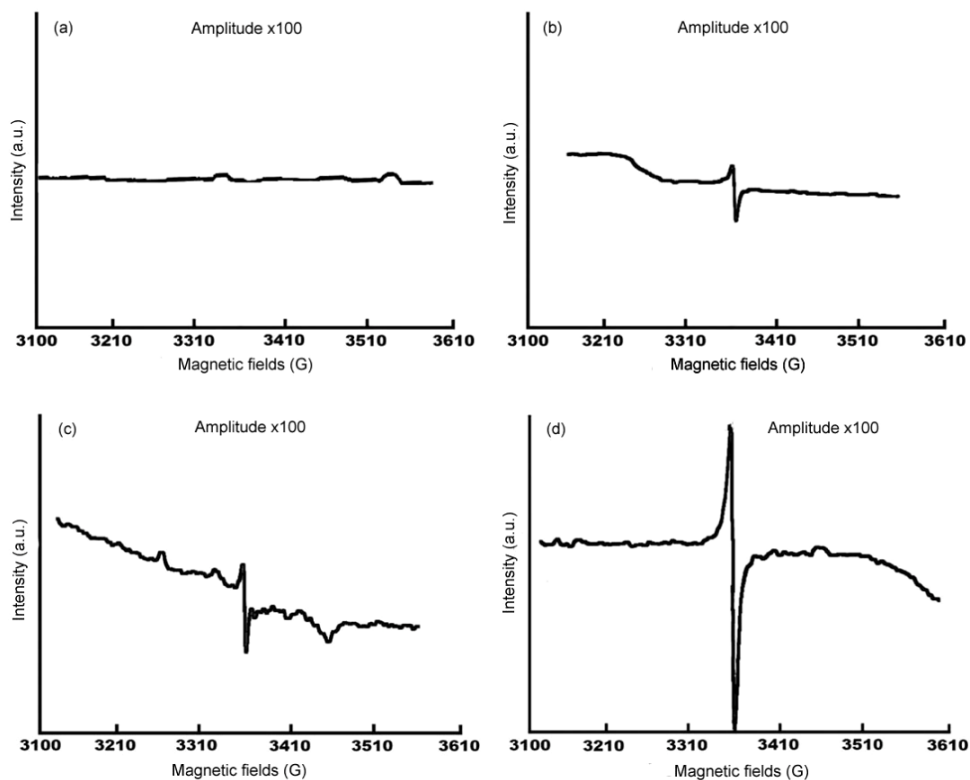 (a) Amplitude x100
Intensity (a.u.)
3100 3210 3310 3410 3510 3610
Magnetic fields (G)
(b) Amplitude x100
Intensity (a.u.)
3100 3210 3310 3410 3510 3610
Magnetic fields (G)
(c) Amplitude x100
Intensity (a.u.)
3100 3210 3310 3410 3510 3610
Magnetic fields (G)
(d) Amplitude x100
Intensity (a.u.)
3100 3210 3310 3410 3510 3610
Magnetic fields (G)